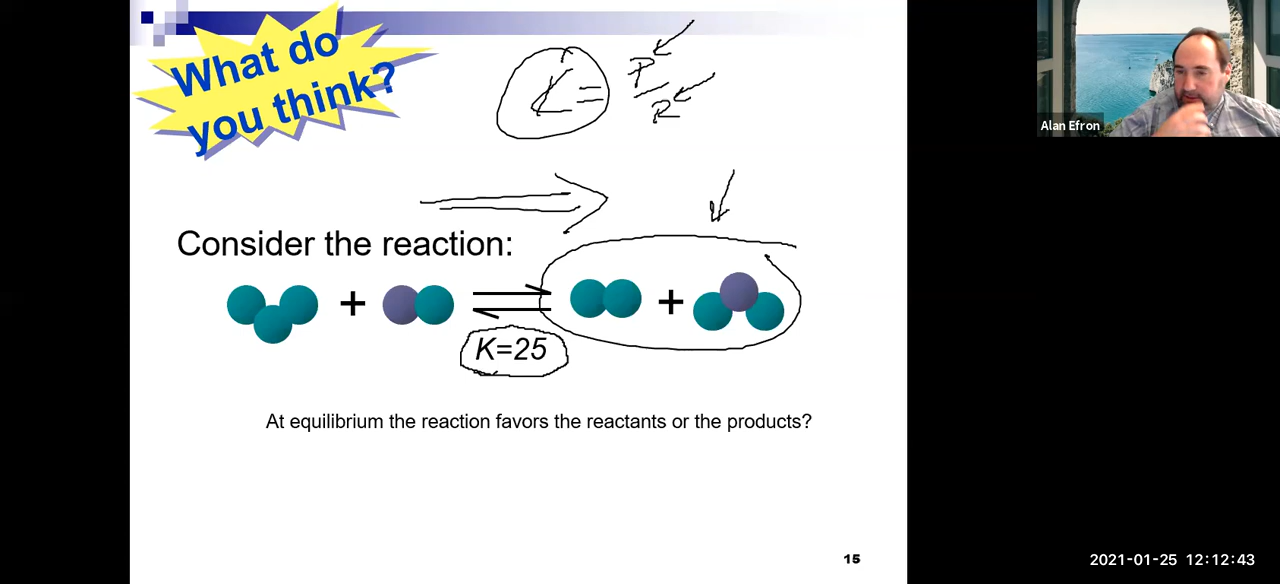 What do
you think?
K = P
R
Alan Efron
Consider the reaction:
+
+
K=25
At equilibrium the reaction favors the reactants or the products?
15
2021-01-25 12:12:43